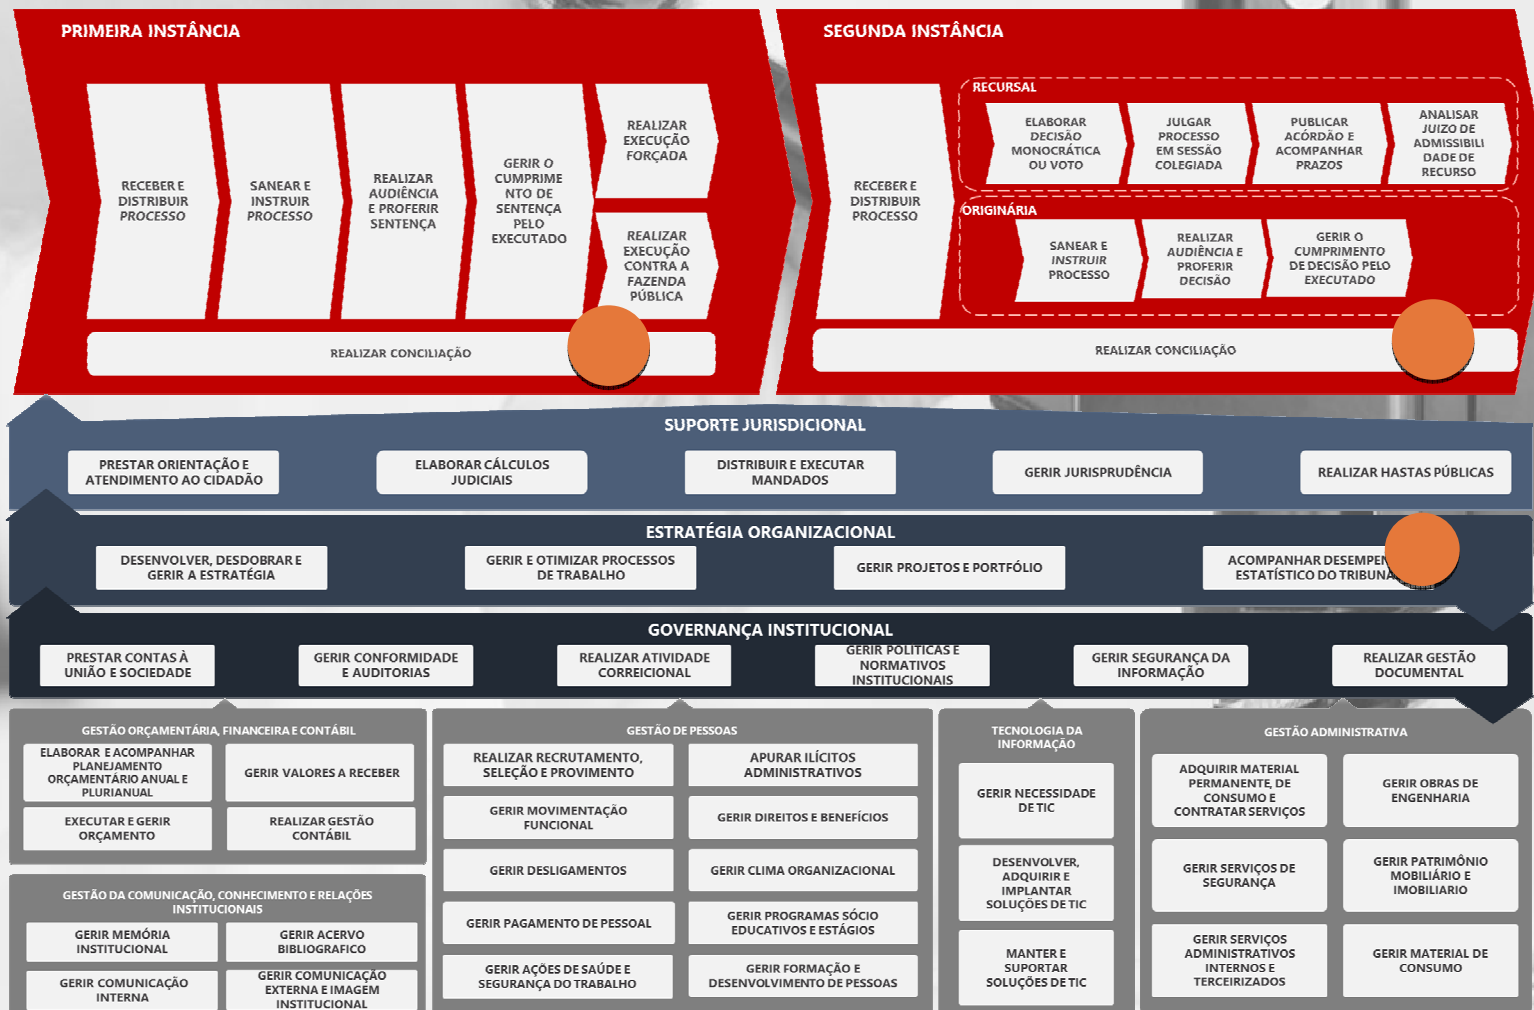 PRIMEIRA INSTÂNCIA
RECEBER E
DISTRIBUIR
PROCESSO
SANEAR E
INSTRUIR
PROCESSO
REALIZAR
AUDIÊNCIA
E PROFERIR
SENTENÇA
GERIR O
CUMPRIME
NTO DE
SENTENÇA
PELO
EXECUTADO
REALIZAR
EXECUÇÃO
FORÇADA
REALIZAR
EXECUÇÃO
CONTRA A
FAZENDA
PÚBLICA
REALIZAR CONCILIAÇÃO
SEGUNDA INSTÂNCIA
RECEBER E
DISTRIBUIR
PROCESSO
RECURSAL
ELABORAR
DECISÃO
MONOCRÁTICA
OU VOTO
JULGAR
PROCESSO
EM SESSÃO
COLEGIADA
PUBLICAR
ACÓRDÃO E
ACOMPANHAR
PRAZOS
ANALISAR
JUIZO DE
ADMISSIBILI
DADE DE
RECURSO
ORIGINÁRIA
SANEAR E
INSTRUIR
PROCESSO
REALIZAR
AUDIÊNCIA E
PROFERIR
DECISÃO
GERIR O
CUMPRIMENTO
DE DECISÃO PELO
EXECUTADO
REALIZAR CONCILIAÇÃO
SUPORTE JURISDICIONAL
PRESTAR ORIENTAÇÃO E
ATENDIMENTO AO CIDADÃO
ELABORAR CÁLCULOS
JUDICIAIS
DISTRIBUIR E EXECUTAR
MANDADOS
GERIR JURISPRUDÊNCIA
REALIZAR HASTAS PÚBLICAS
ESTRATÉGIA ORGANIZACIONAL
DESENVOLVER, DESDOBRAR E
GERIR A ESTRATÉGIA
GERIR E OTIMIZAR PROCESSOS
DE TRABALHO
GERIR PROJETOS E PORTFÓLIO
ACOMPANHAR DESEMPEN
ESTATÍSTICO DO TRIBUNA
GOVERNANÇA INSTITUCIONAL
PRESTAR CONTAS À
UNIÃO E SOCIEDADE
GERIR CONFORMIDADE
E AUDITORIAS
REALIZAR ATIVIDADE
CORREICIONAL
GERIR POLÍTICAS E
NORMATIVOS
INSTITUCIONAIS
GERIR SEGURANÇA DA
INFORMAÇÃO
REALIZAR GESTÃO
DOCUMENTAL
GESTÃO ORÇAMENTÁRIA, FINANCEIRA E CONTÁBIL
ELABORAR E ACOMPANHAR
PLANEJAMENTO
ORÇAMENTÁRIO ANUAL E
PLURIANUAL
GERIR VALORES A RECEBER
EXECUTAR E GERIR
ORÇAMENTO
REALIZAR GESTÃO
CONTÁBIL
GESTÃO DA COMUNICAÇÃO, CONHECIMENTO E RELAÇÕES
INSTITUCIONAIS
GERIR MEMÓRIA
INSTITUCIONAL
GERIR ACERVO
BIBLIOGRAFICO
GERIR COMUNICAÇÃO
INTERNA
GERIR COMUNICAÇÃO
EXTERNA E IMAGEM
INSTITUCIONAL
GESTÃO DE PESSOAS
REALIZAR RECRUTAMENTO,
SELEÇÃO E PROVIMENTO
APURAR ILÍCITOS
ADMINISTRATIVOS
GERIR MOVIMENTAÇÃO
FUNCIONAL
GERIR DIREITOS E BENEFÍCIOS
GERIR DESLIGAMENTOS
GERIR CLIMA ORGANIZACIONAL
GERIR PAGAMENTO DE PESSOAL
GERIR PROGRAMAS SÓCIO
EDUCATIVOS E ESTÁGIOS
GERIR AÇÕES DE SAÚDE E
SEGURANÇA DO TRABALHO
GERIR FORMAÇÃO E
DESENVOLVIMENTO DE PESSOAS
TECNOLOGIA DA
INFORMAÇÃO
GERIR NECESSIDADE
DE TIC
DESENVOLVER,
ADQUIRIR E
IMPLANTAR
SOLUÇÕES DE TIC
MANTER E
SUPORTAR
SOLUÇÕES DE TIC
GESTÃO ADMINISTRATIVA
ADQUIRIR MATERIAL
PERMANENTE, DE
CONSUMO E
CONTRATAR SERVIÇOS
GERIR OBRAS DE
ENGENHARIA
GERIR SERVIÇOS DE
SEGURANÇA
GERIR PATRIMÔNIO
MOBILIÁRIO E
IMOBILIARIO
GERIR SERVIÇOS
ADMINISTRATIVOS
INTERNOS E
TERCEIRIZADOS
GERIR MATERIAL DE
CONSUMO